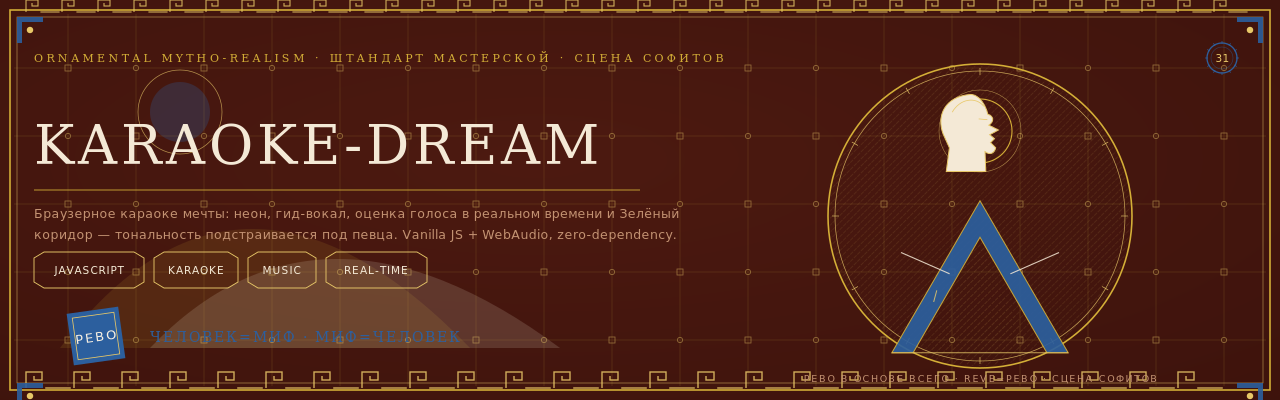 ORNAMENTAL MYTHO-REALISM · ШТАНДАРТ МАСТЕРСКОЙ · СЦЕНА СОФИТОВ
31
KARAOKE-DREAM
Браузерное караоке мечты: неон, гид-вокал, оценка голоса в реальном времени и Зелёный
коридор — тональность подстраивается под певца. Vanilla JS + WebAudio, zero-dependency.
JAVASCRIPT
KARAOKE
MUSIC
REAL-TIME
РЕВО
ЧЕЛОВЕК=МИФ · МИФ=ЧЕЛОВЕК
РЕВО В ОСНОВЕ ВСЕГО · REVO=РЕВО · СЦЕНА СОФИТОВ